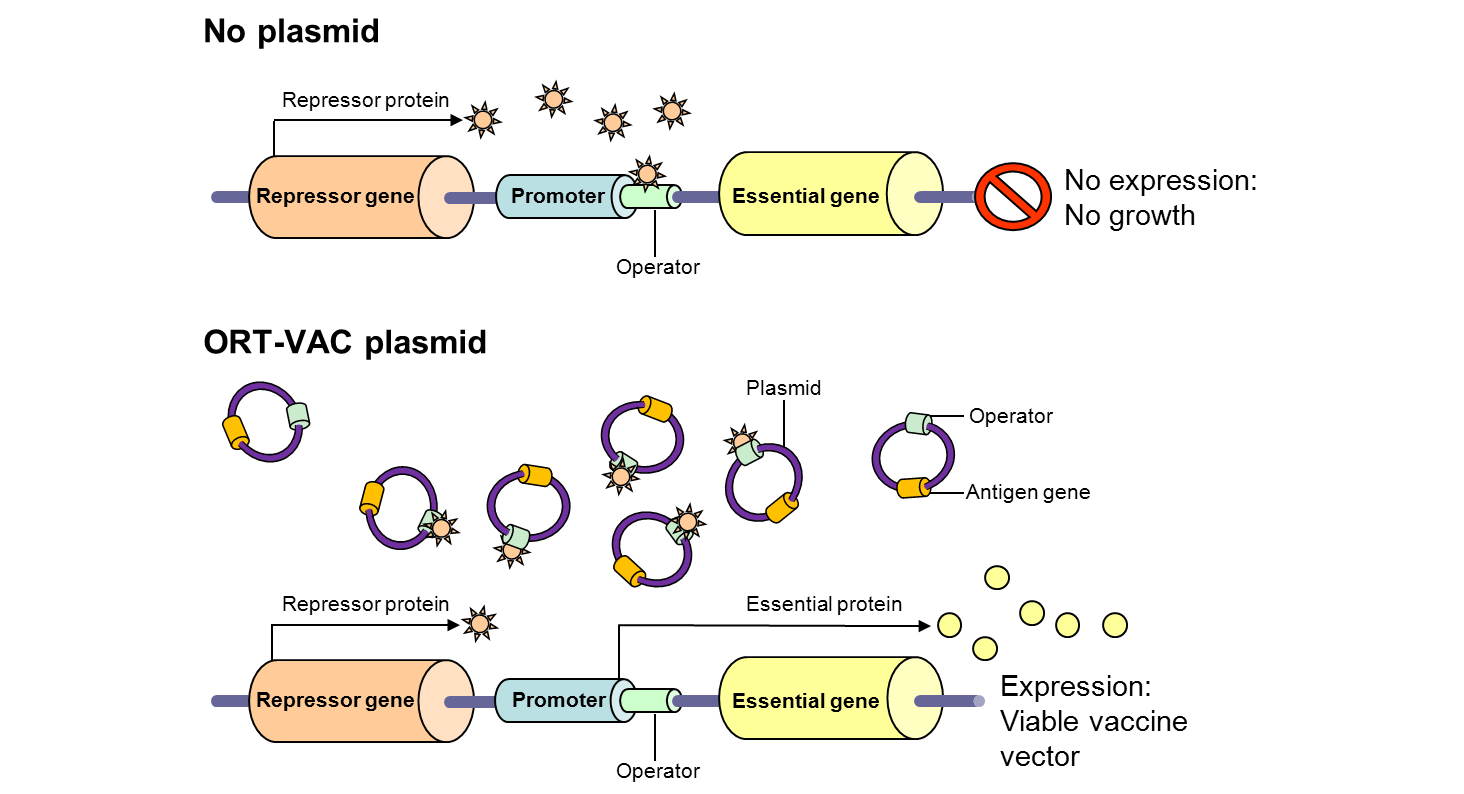 No plasmid
Repressor protein
Repressor gene
Promoter
Essential gene
No expression:
No growth
Operator
ORT-VAC plasmid
Plasmid
Operator
Antigen gene
Repressor protein
Essential protein
Repressor gene
Promoter
Essential gene
Expression:
Viable vaccine
vector
Operator